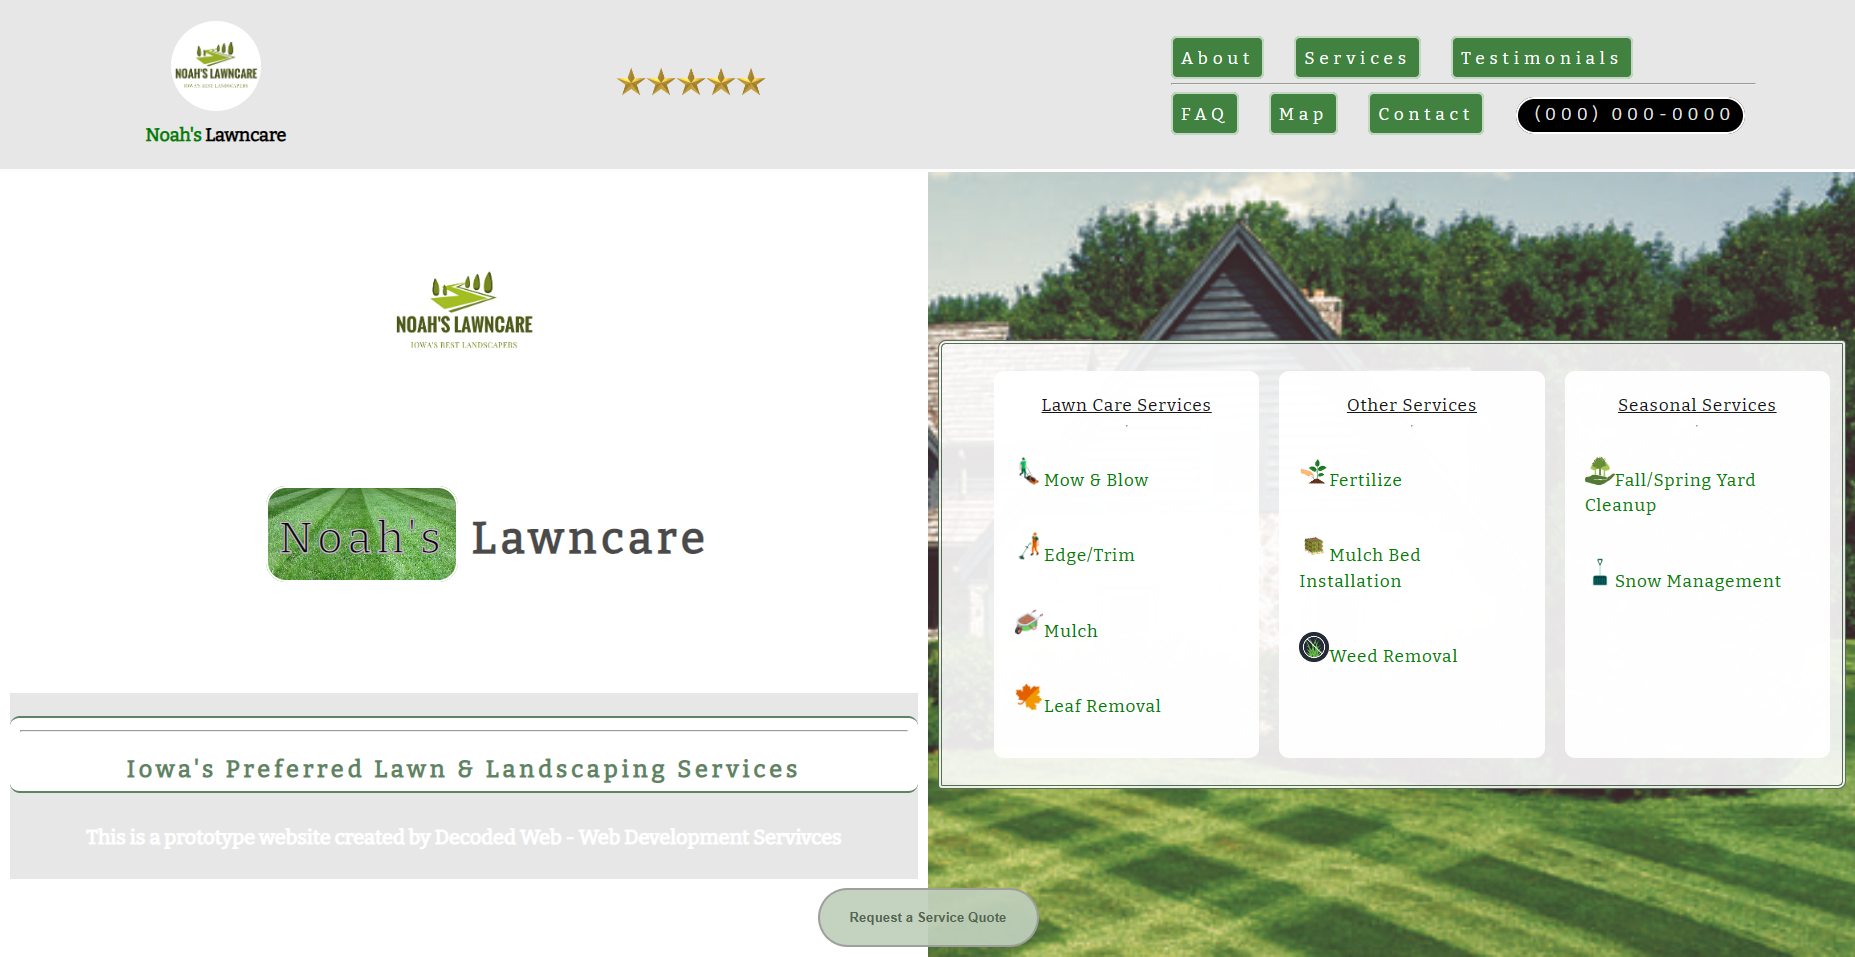 NOAH'S LAWNCARE
IOWA'S BEST LANDSCAPERS
Noah's Lawncare
About
Services
Testimonials
FAQ
Map
Contact
(000) 000-0000
NOAH'S LAWNCARE
IOWA'S BEST LANDSCAPERS
Noah's Lawncare
Iowa's Preferred Lawn & Landscaping Services
This is a prototype website created by Decoded Web - Web Development Servivces
Lawn Care Services
Mow & Blow
Edge/Trim
Mulch
Leaf Removal
Other Services
Fertilize
Mulch Bed
Installation
Weed Removal
Seasonal Services
Fall/Spring Yard
Cleanup
Snow Management
Request a Service Quote